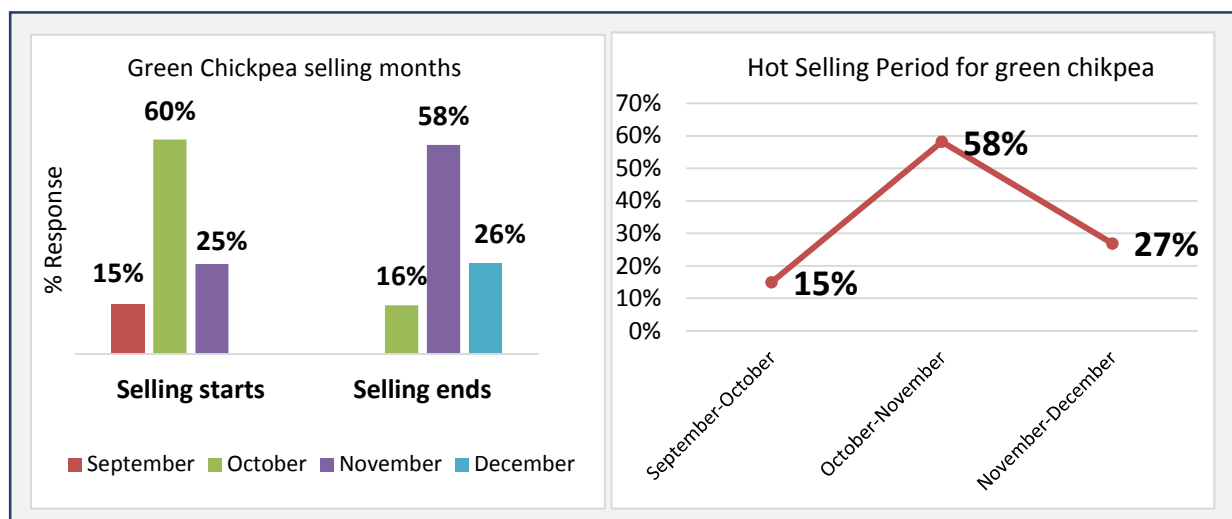 Green Chickpea selling months
% Response
60%
15%
25%
58%
16%
26%
Selling starts
Selling ends
September October November December
Hot Selling Period for green chikpea
70%
60%
50%
40%
30%
20%
10%
0%
58%
15%
27%
September-October
October-November
November-December